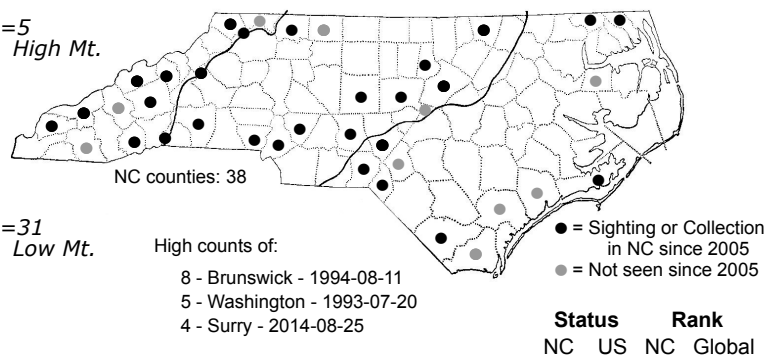 =5
High Mt.
NC counties: 38
=31
Low Mt.
High counts of:
8 - Brunswick - 1994-08-11
5 - Washington - 1993-07-20
4 - Surry - 2014-08-25
● = Sighting or Collection
in NC since 2005
● = Not seen since 2005
Status Rank
NC US NC Global